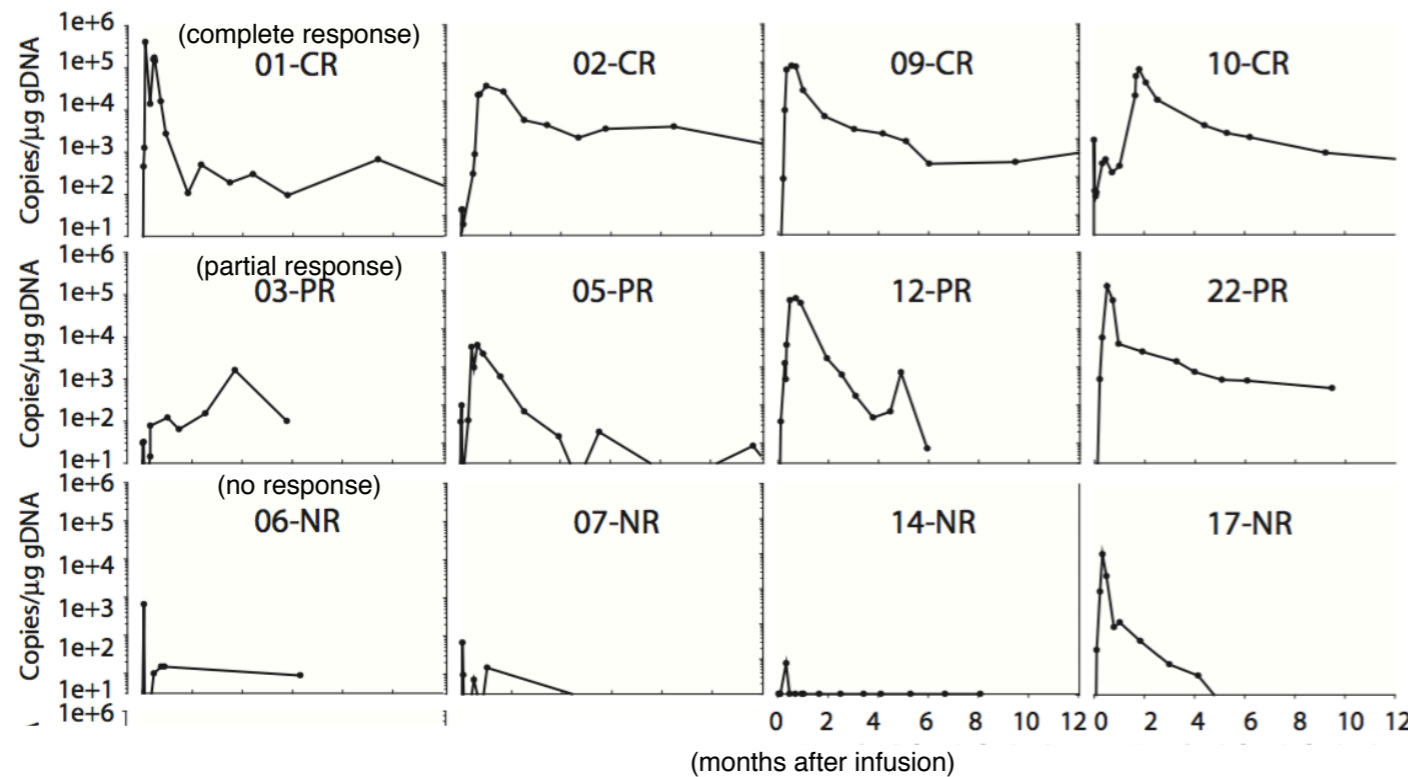 1e+6
1e+5
1e+4
1e+3
1e+2
1e+1
Copies/µg gDNA
(complete response)
01-CR
02-CR
09-CR
10-CR
1e+6
1e+5
1e+4
1e+3
1e+2
1e+1
Copies/µg gDNA
(partial response)
03-PR
05-PR
12-PR
22-PR
1e+6
1e+5
1e+4
1e+3
1e+2
1e+1
Copies/µg gDNA
(no response)
06-NR
07-NR
14-NR
17-NR
1e+6
0 2 4 6 8 10 12 0 2 4 6 8 10 12
(months after infusion)